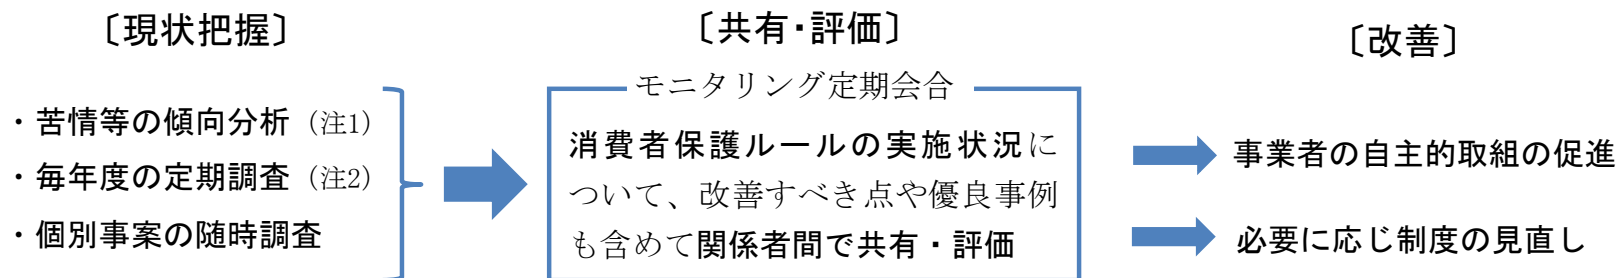 〔現状把握〕
・苦情等の傾向分析（注1）
・毎年度の定期調査（注2）
・個別事案の随時調査
〔共有・評価〕
モニタリング定期会合
消費者保護ルールの実施状況に
ついて、改善すべき点や優良事例
も含めて関係者間で共有・評価
〔改善〕
事業者の自主的取組の促進
必要に応じ制度の見直し